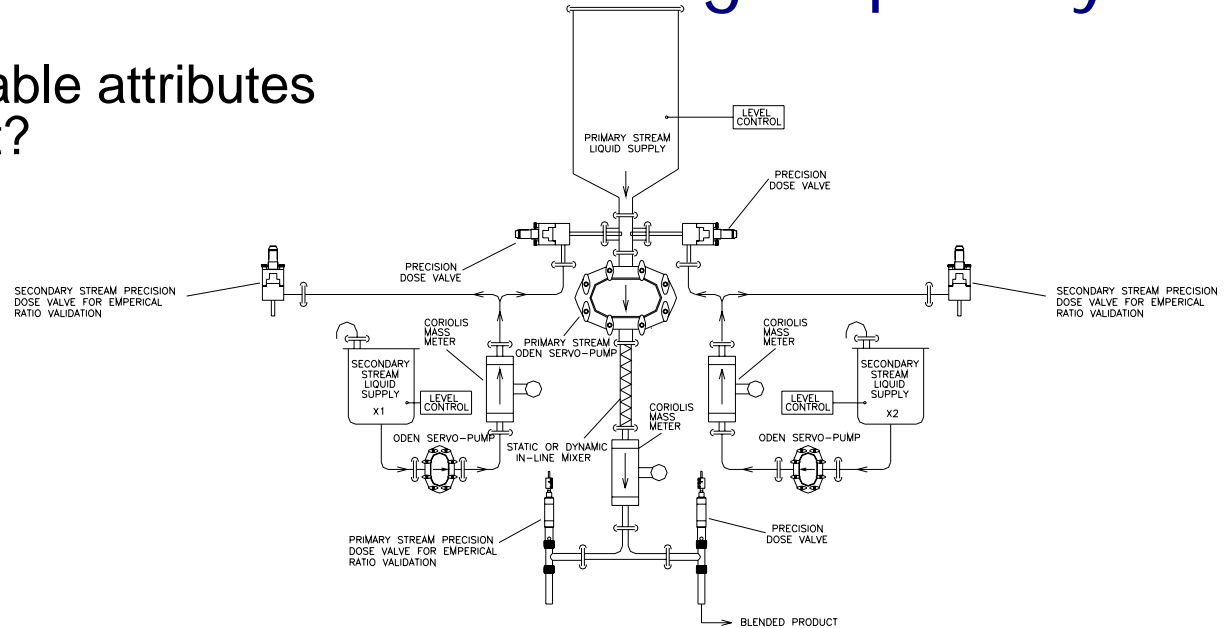 able attributes
LEVEL
CONTROL
PRIMARY STREAM
LIQUID SUPPLY
PRECISION
DOSE VALVE
PRECISION
DOSE VALVE
SECONDARY STREAM PRECISION
DOSE VALVE FOR EMPERICAL
RATIO VALIDATION
SECONDARY STREAM PRECISION
DOSE VALVE FOR EMPERICAL
RATIO VALIDATION
CORIOLIS
MASS
METER
PRIMARY STREAM
ODEN SERVO-PUMP
CORIOLIS
MASS
METER
SECONDARY
STREAM
LIQUID
SUPPLY
X1
LEVEL
CONTROL
SECONDARY
STREAM
LIQUID
SUPPLY
X2
LEVEL
CONTROL
ODEN SERVO-PUMP
STATIC OR DYNAMIC
IN-LINE MIXER
CORIOLIS
MASS
METER
ODEN SERVO-PUMP
PRIMARY STREAM PRECISION
DOSE VALVE FOR EMPERICAL
RATIO VALIDATION
PRECISION
DOSE VALVE
BLENDED PRODUCT